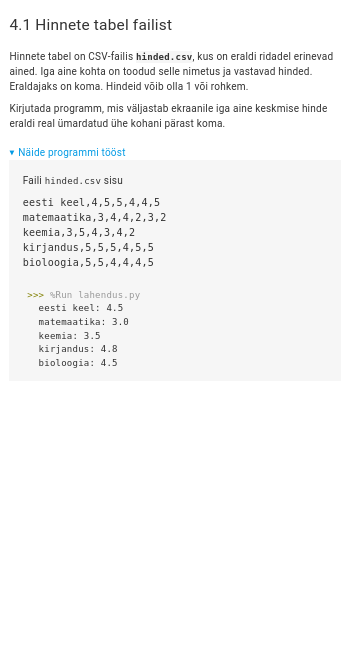 4.1 Hinnete tabel failist
Hinnete tabel on CSV-failis hinded.csv, kus on eraldi ridadel erinevad
ained. Iga aine kohta on toodud selle nimetus ja vastavad hinded.
Eraldajaks on koma. Hindeid võib olla 1 või rohkem.
Kirjutada programm, mis väljastab ekraanile iga aine keskmise hinde
eraldi real ümardatud ühe kohani pärast koma.
▼ Näide programmi tööst
Faili hinded.csv sisu
eesti keel,4,5,5,4,4,5
matemaatika,3,4,4,2,3,2
keemia,3,5,4,3,4,2
kirjandus,5,5,5,4,5,5
bioloogia,5,5,4,4,4,5
>>> %Run lahendus.py
eesti keel: 4.5
matemaatika: 3.0
keemia: 3.5
kirjandus: 4.8
bioloogia: 4.5